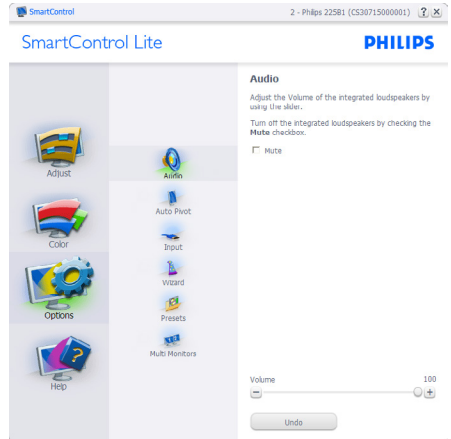 SmartControl
2 - Philips 225B1 (CS30715000001)
SmartControl Lite
PHILIPS
Adjust
Color
Options
Help
Audio
Auto Pivot
Input
Wizard
Presets
Multi Monitors
Audio
Adjust the Volume of the integrated loudspeakers by
using the slider.
Turn off the integrated loudspeakers by checking the
Mute checkbox.
Mute
Volume 100
Undo